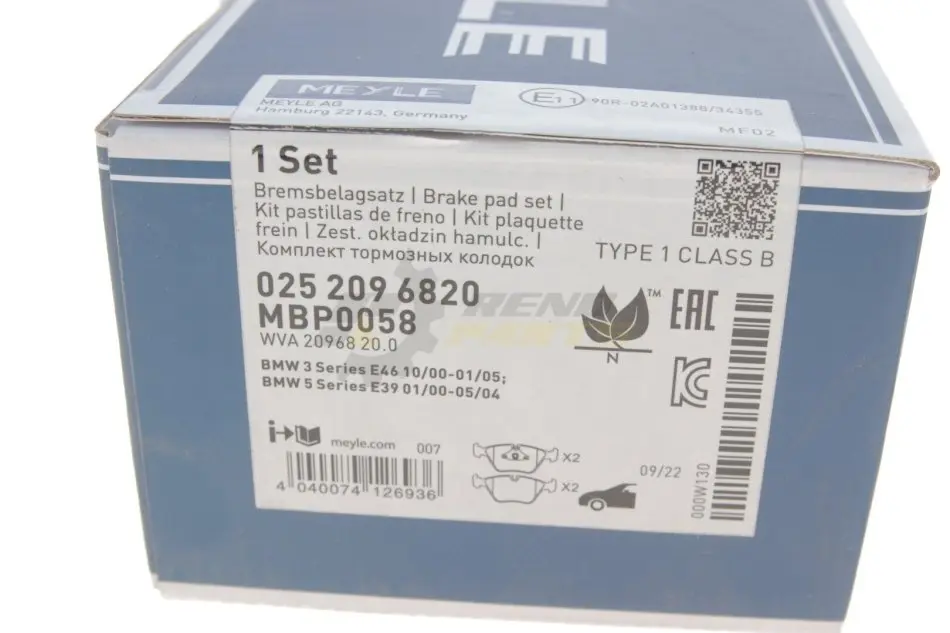 LE
MEYLE
MEYLE AG
Hamburg 22143, Germany
E11 90R-02A01388/34355
MF02
1 Set
Bremsbelagsatz | Brake pad set |
Kit pastillas de freno | Kit plaquette
frein | Zest. okładzin hamulc. |
Комплект тормозных колодок
TYPE 1 CLASS B
025 209 6820
MBP0058
WVA 20968 20.0
BMW 3 Series E46 10/00-01/05;
BMW 5 Series E39 01/00-05/04
TM
N
EAC
KC
i
meyle.com
007
X2
X2
09/22
000W130
4 040074 126936